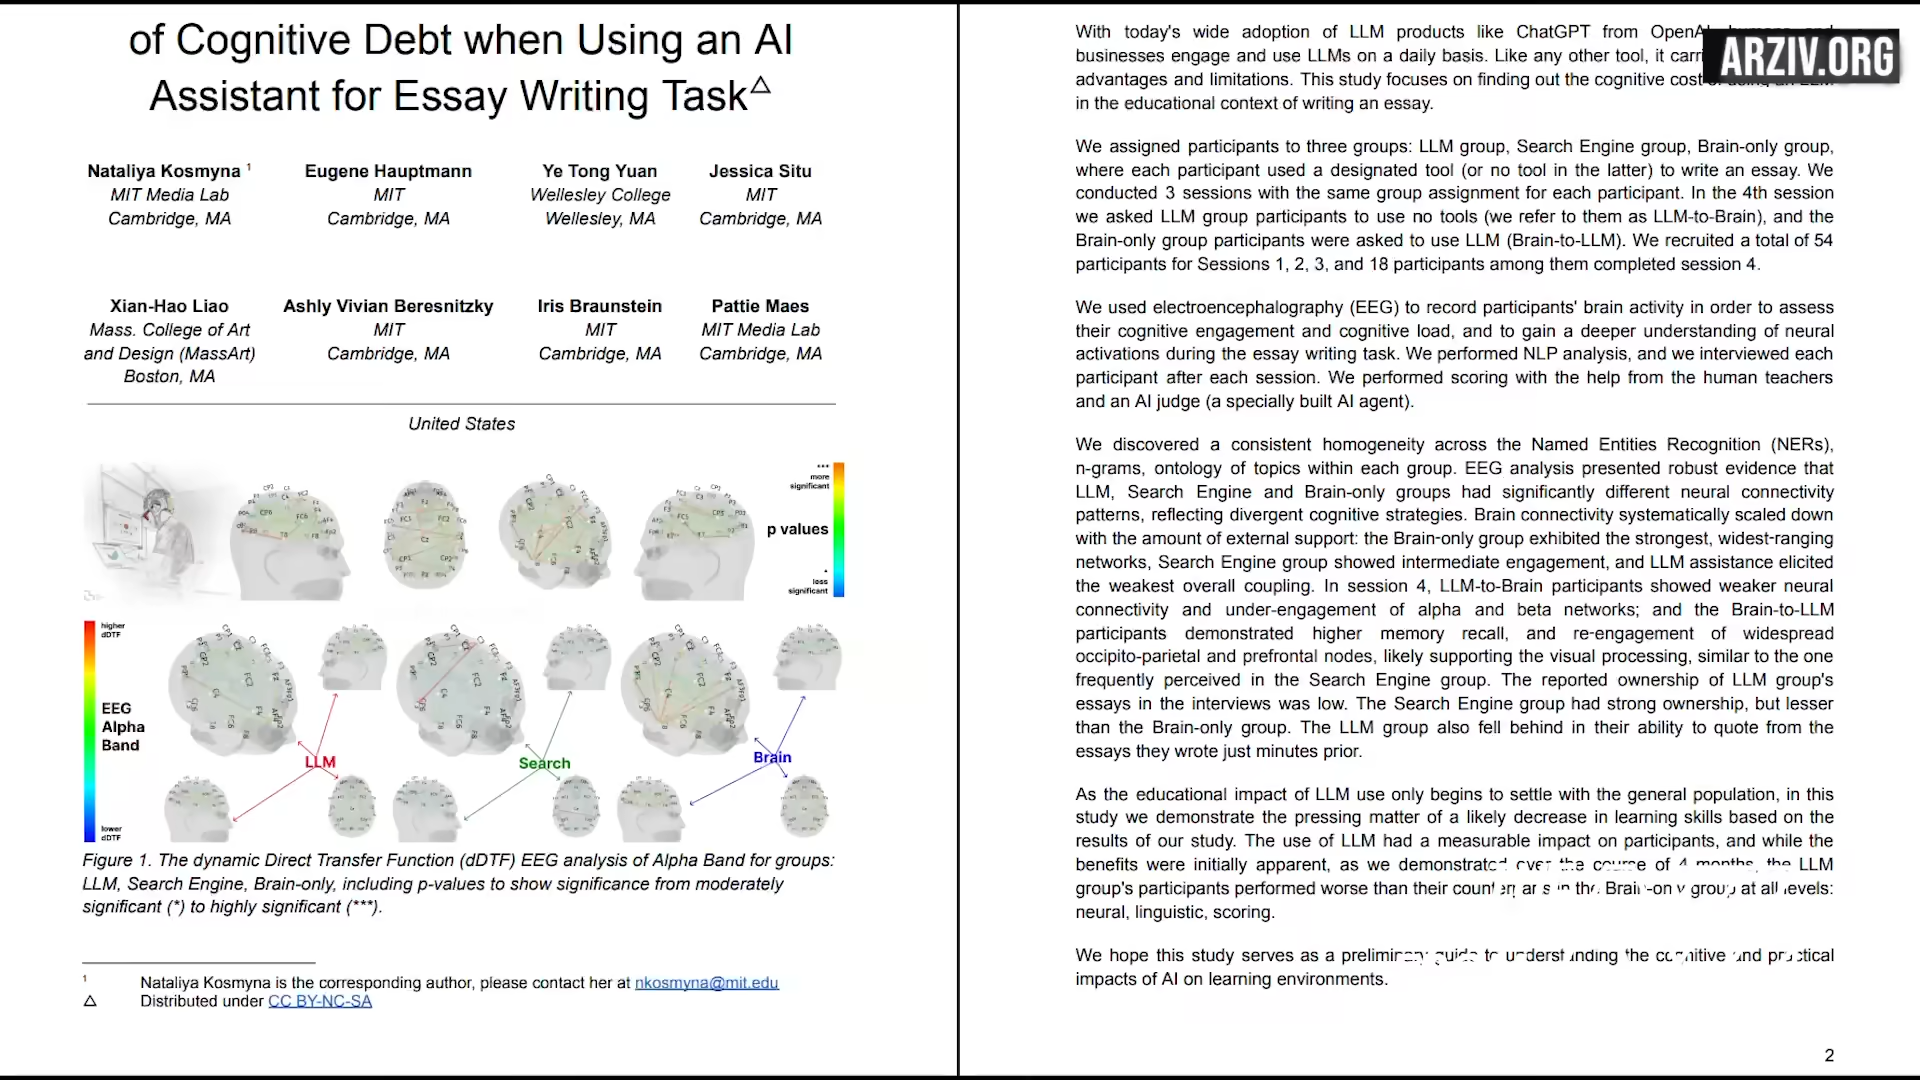 of Cognitive Debt when Using an AI
Assistant for Essay Writing Task△
Nataliya Kosmyna 1
MIT Media Lab
Cambridge, MA
Eugene Hauptmann
MIT
Cambridge, MA
Ye Tong Yuan
Wellesley College
Wellesley, MA
Jessica Situ
MIT
Cambridge, MA
Xian-Hao Liao
Mass. College of Art
and Design (MassArt)
Boston, MA
Ashly Vivian Beresnitzky
MIT
Cambridge, MA
Iris Braunstein
MIT
Cambridge, MA
Pattie Maes
MIT Media Lab
Cambridge, MA
United States
***
more
significant
p values
*
less
significant
higher
dDTF
EEG
Alpha
Band
lower
dDTF
LLM
Search
Brain
Figure 1. The dynamic Direct Transfer Function (dDTF) EEG analysis of Alpha Band for groups:
LLM, Search Engine, Brain-only, including p-values to show significance from moderately
significant (*) to highly significant (***).
1 Nataliya Kosmyna is the corresponding author, please contact her at nkosmyna@mit.edu
△ Distributed under CC BY-NC-SA
With today's wide adoption of LLM products like ChatGPT from OpenAI, humans and
businesses engage and use LLMs on a daily basis. Like any other tool, it carri
advantages and limitations. This study focuses on finding out the cognitive cost of using an LLM
in the educational context of writing an essay.
We assigned participants to three groups: LLM group, Search Engine group, Brain-only group,
where each participant used a designated tool (or no tool in the latter) to write an essay. We
conducted 3 sessions with the same group assignment for each participant. In the 4th session
we asked LLM group participants to use no tools (we refer to them as LLM-to-Brain), and the
Brain-only group participants were asked to use LLM (Brain-to-LLM). We recruited a total of 54
participants for Sessions 1, 2, 3, and 18 participants among them completed session 4.
We used electroencephalography (EEG) to record participants' brain activity in order to assess
their cognitive engagement and cognitive load, and to gain a deeper understanding of neural
activations during the essay writing task. We performed NLP analysis, and we interviewed each
participant after each session. We performed scoring with the help from the human teachers
and an AI judge (a specially built AI agent).
We discovered a consistent homogeneity across the Named Entities Recognition (NERs),
n-grams, ontology of topics within each group. EEG analysis presented robust evidence that
LLM, Search Engine and Brain-only groups had significantly different neural connectivity
patterns, reflecting divergent cognitive strategies. Brain connectivity systematically scaled down
with the amount of external support: the Brain-only group exhibited the strongest, widest-ranging
networks, Search Engine group showed intermediate engagement, and LLM assistance elicited
the weakest overall coupling. In session 4, LLM-to-Brain participants showed weaker neural
connectivity and under-engagement of alpha and beta networks; and the Brain-to-LLM
participants demonstrated higher memory recall, and re-engagement of widespread
occipito-parietal and prefrontal nodes, likely supporting the visual processing, similar to the one
frequently perceived in the Search Engine group. The reported ownership of LLM group's
essays in the interviews was low. The Search Engine group had strong ownership, but lesser
than the Brain-only group. The LLM group also fell behind in their ability to quote from the
essays they wrote just minutes prior.
As the educational impact of LLM use only begins to settle with the general population, in this
study we demonstrate the pressing matter of a likely decrease in learning skills based on the
results of our study. The use of LLM had a measurable impact on participants, and while the
benefits were initially apparent, as we demonstrated over the course of 4 months, the LLM
group's participants performed worse than their counterparts in the Brain-only group at all levels:
neural, linguistic, scoring.
We hope this study serves as a preliminary guide to understanding the cognitive and practical
impacts of AI on learning environments.
2
ARZIV.ORG